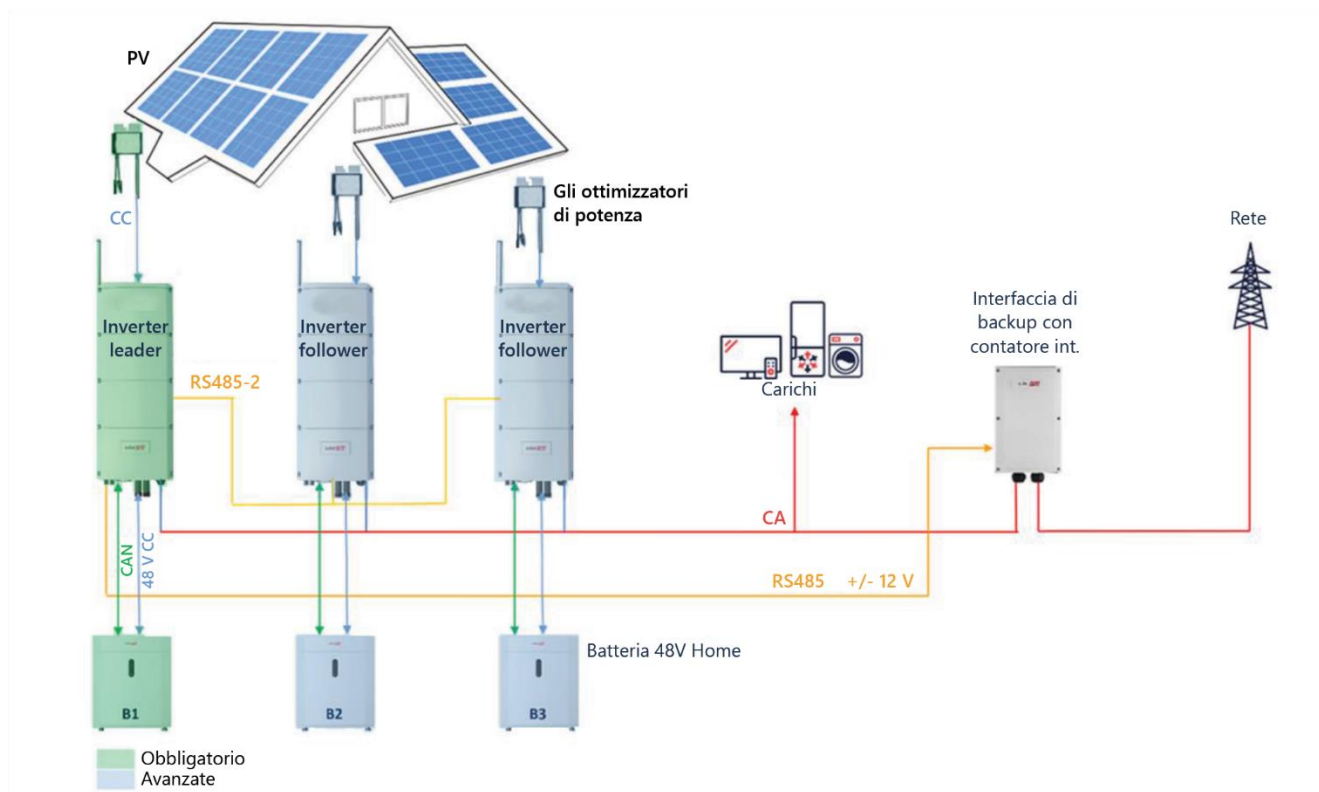 PV
Gli ottimizzatori
di potenza
CC
Rete
Interfaccia di
backup con
contatore int.
Inverter
leader
Inverter
follower
Inverter
follower
RS485-2
Carichi
CA
CAN
48 V CC
RS485 +/- 12 V
Batteria 48V Home
B1
B2
B3
Obbligatorio
Avanzate